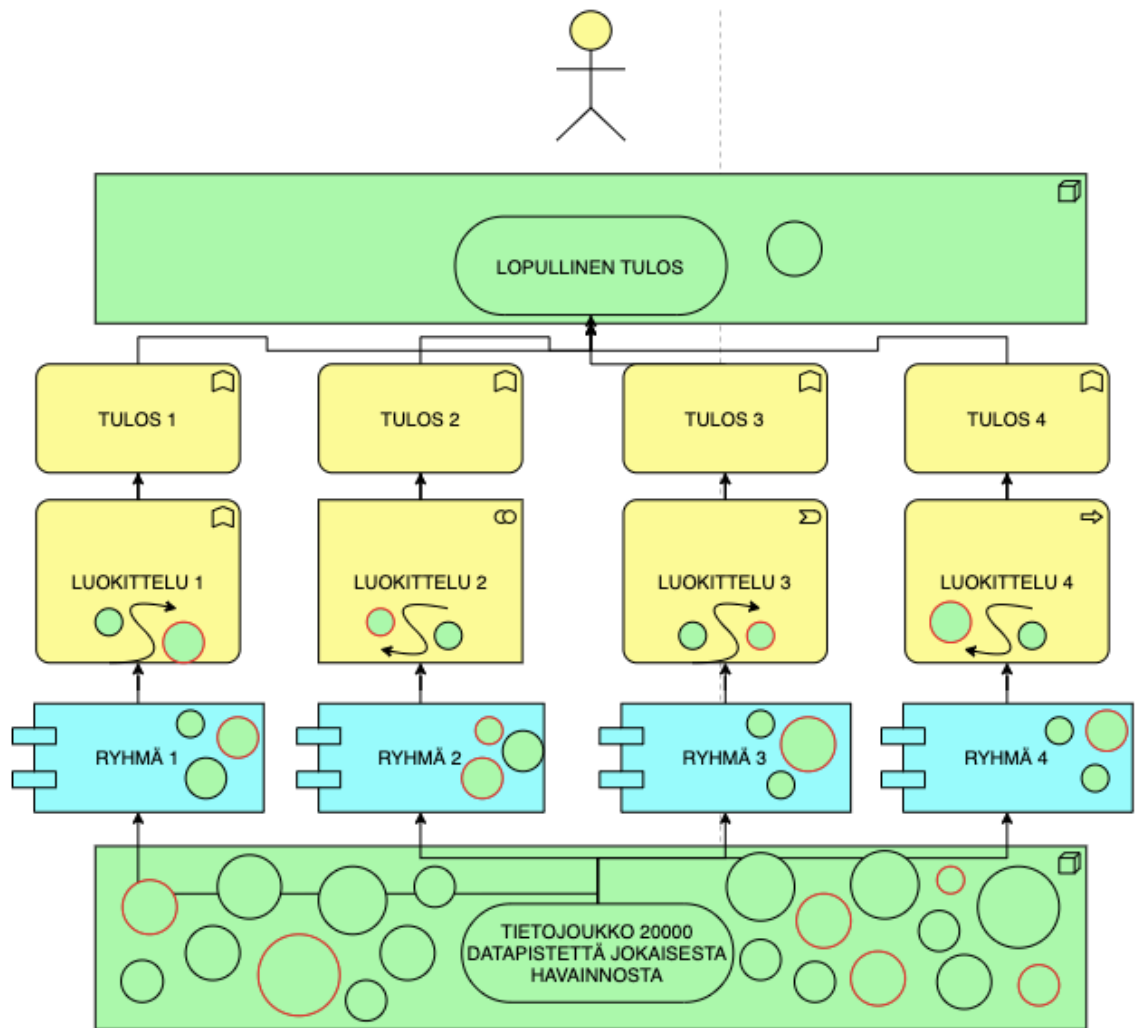 LOPULLINEN TULOS
TULOS 1
TULOS 2
TULOS 3
TULOS 4
LUOKITTELU 1
LUOKITTELU 2
LUOKITTELU 3
LUOKITTELU 4
RYHMÄ 1
RYHMÄ 2
RYHMÄ 3
RYHMÄ 4
TIETOJOUKKO 20000
DATAPISTETTÄ JOKAISESTA
HAVAINNOSTA